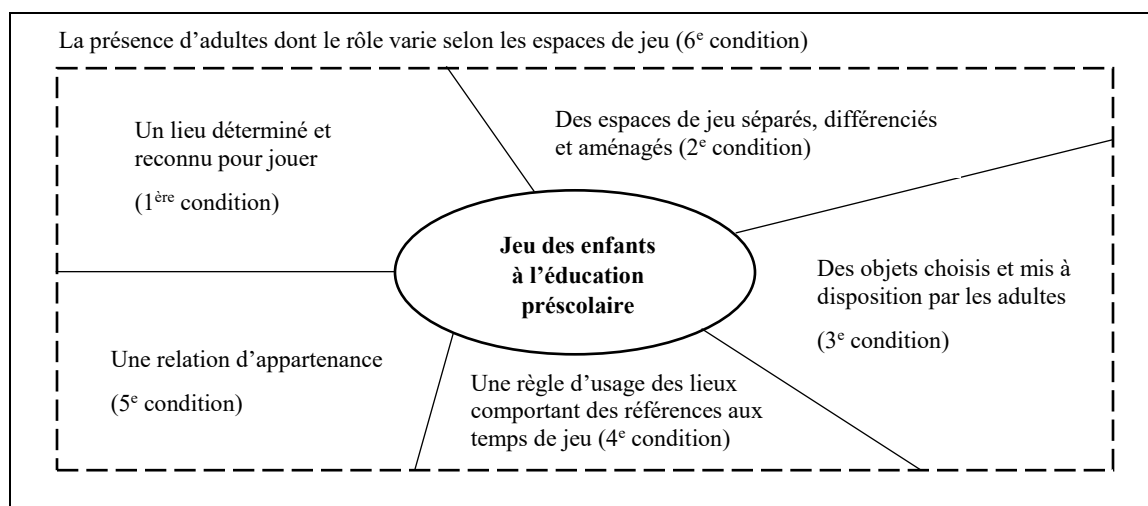 La présence d’adultes dont le rôle varie selon les espaces de jeu (6e condition)
Un lieu déterminé et
reconnu pour jouer
(1ère condition)
Des espaces de jeu séparés, différenciés
et aménagés (2e condition)
Jeu des enfants
à l’éducation
préscolaire
Des objets choisis et mis à
disposition par les adultes
(3e condition)
Une relation d’appartenance
(5e condition)
Une règle d’usage des lieux
comportant des références aux
temps de jeu (4e condition)